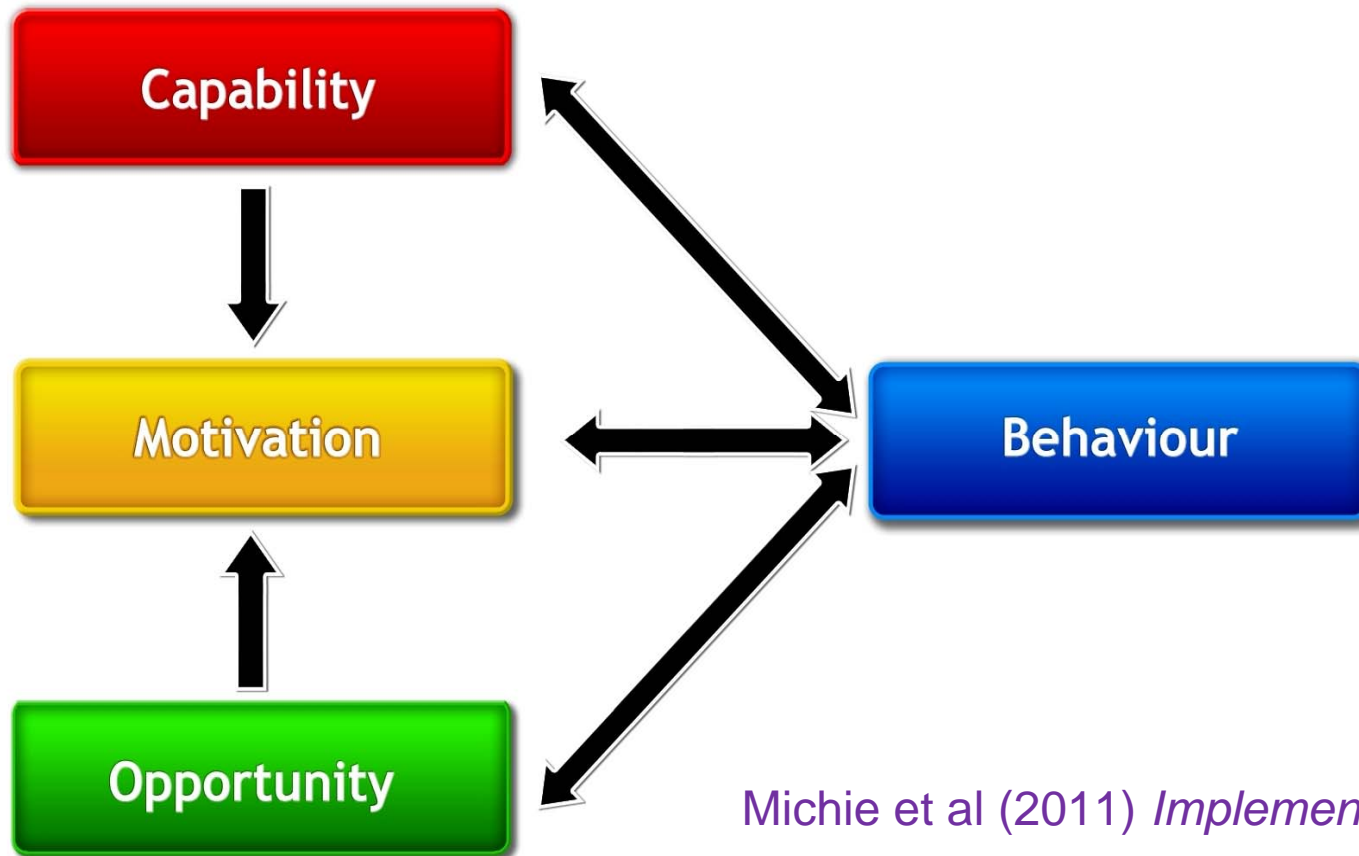 Capability
Motivation
Behaviour
Opportunity
Michie et al (2011) Implemen